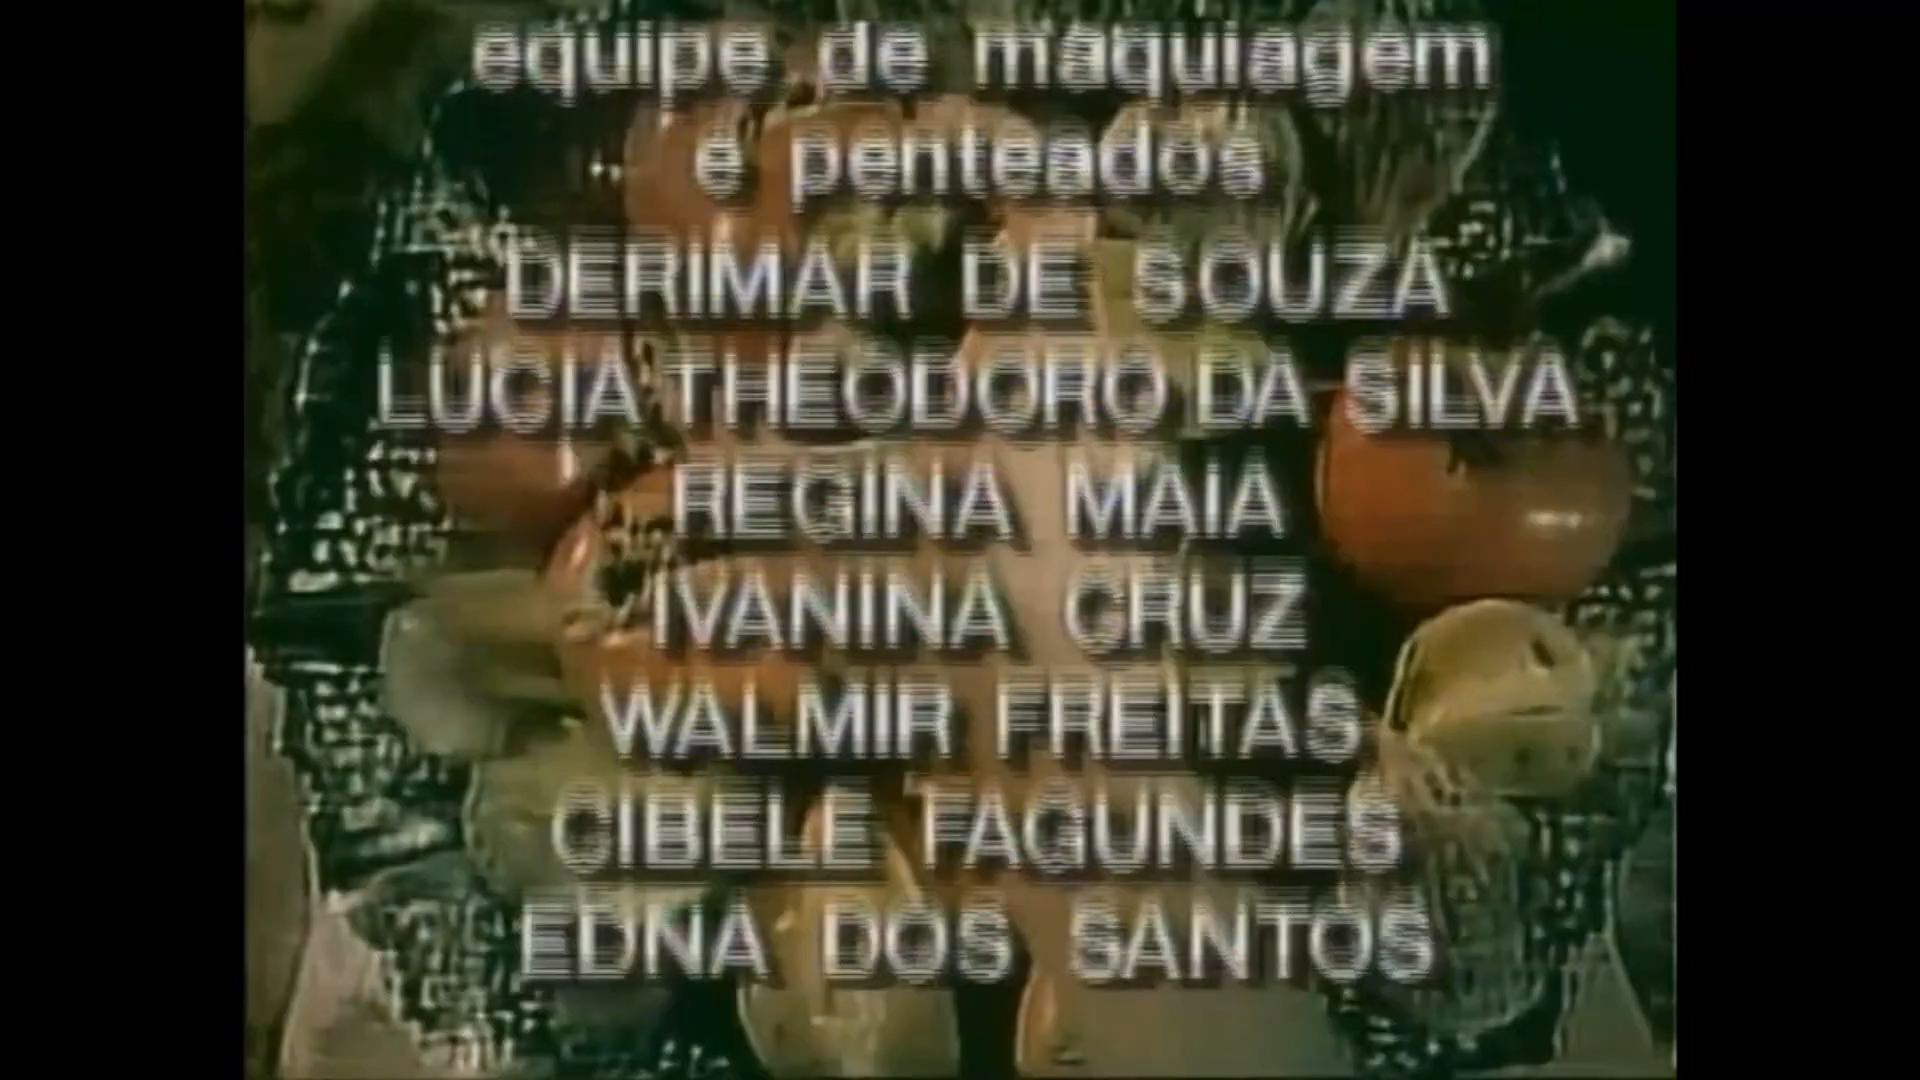 equipe de maquiagem
e penteados
DERIMAR DE SOUZA
LUCIA THEODORO DA SILVA
REGINA MAIA
IVANINA CRUZ
WALMIR FREITAS
CIBELE FAGUNDES
EDNA DOS SANTOS